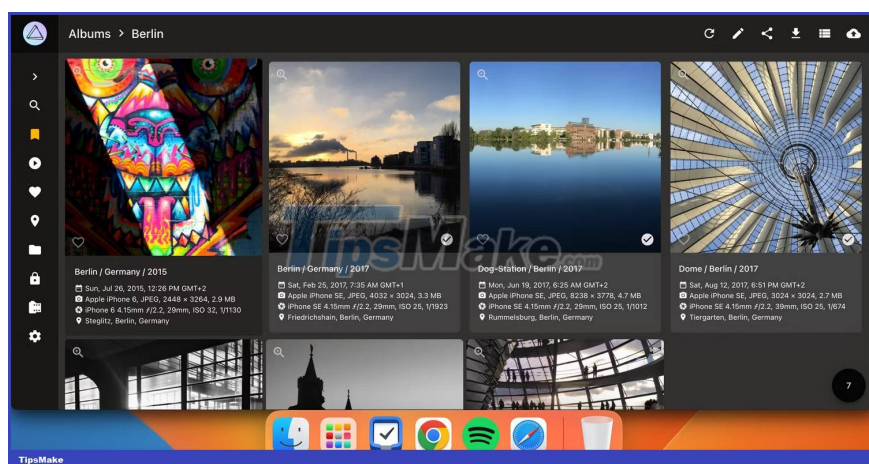 Albums > Berlin
Berlin / Germany / 2015
Sun, Jul 26, 2015, 12:26 PM GMT+2
Apple iPhone 6, JPEG, 2448 × 3264, 2.9 MB
iPhone 6 4.15mm ƒ/2.2, 29mm, ISO 32, 1/1130
Steglitz, Berlin, Germany
Berlin / Germany / 2017
Sat, Feb 25, 2017, 7:35 AM GMT+1
Apple iPhone SE, JPEG, 4032 × 3024, 3.3 MB
iPhone SE 4.15mm ƒ/2.2, 29mm, ISO 25, 1/1923
Friedrichshain, Berlin, Germany
Dog-Station / Berlin / 2017
Mon, Jun 19, 2017, 6:25 AM GMT+2
Apple iPhone SE, JPEG, 8238 × 3778, 4.7 MB
iPhone SE 4.15mm ƒ/2.2, 29mm, ISO 25, 1/1012
Rummelsburg, Berlin, Germany
Dome / Berlin / 2017
Sat, Aug 12, 2017, 6:51 PM GMT+2
Apple iPhone SE, JPEG, 3024 × 3024, 2.7 MB
iPhone SE 4.15mm ƒ/2.2, 39mm, ISO 25, 1/674
Tiergarten, Berlin, Germany
TipsMake.com
7
TipsMake